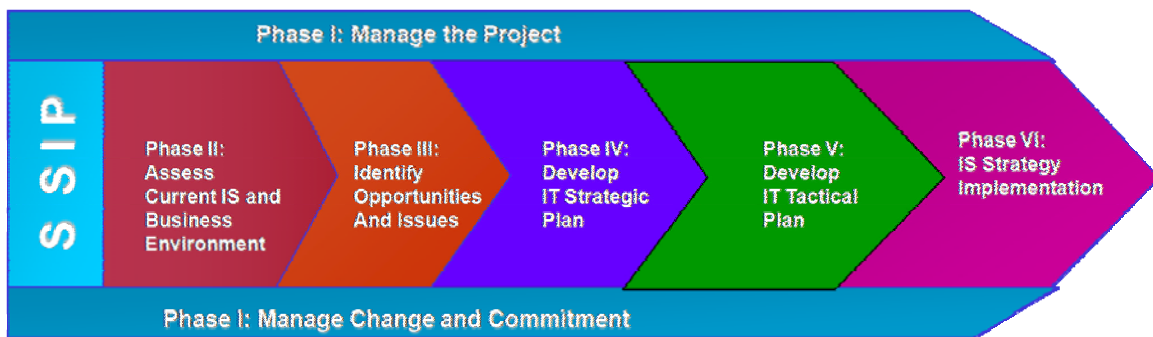 Phase I: Manage the Project
S SIP
Phase II:
Assess
Current IS and
Business
Environment
Phase III:
Identify
Opportunities
And Issues
Phase IV:
Develop
IT Strategic
Plan
Phase V:
Develop
IT Tactical
Plan
Phase VI:
IS Strategy
Implementation
Phase I: Manage Change and Commitment